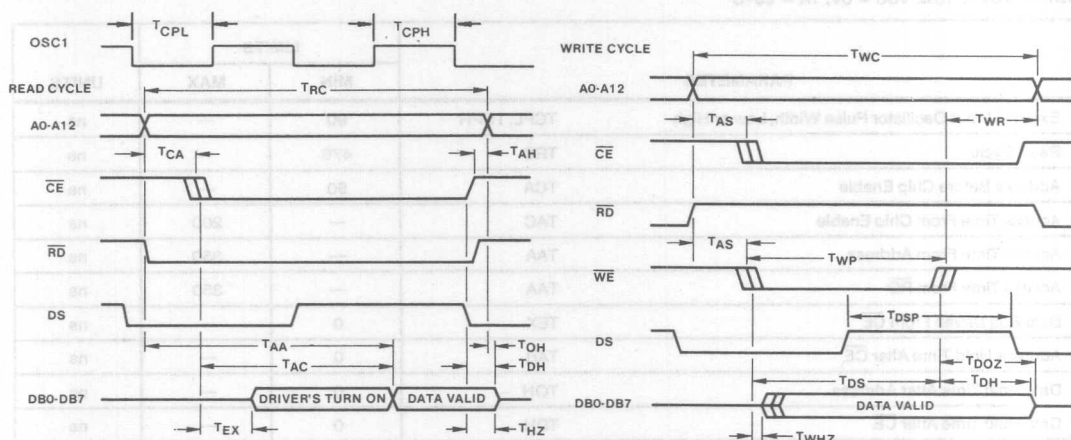 TCPL
TCPH
OSC1
READ CYCLE
TRC
A0-A12
TCA
TAH
CE
RD
DS
TAA
TOH
TAC
TDH
DB0-DB7
DRIVER'S TURN ON
DATA VALID
TEX
THZ
WRITE CYCLE
TWC
A0-A12
TAS
TWR
CE
RD
TAS
TWP
WE
TDSP
DS
TDOZ
TDS
TDH
DB0-DB7
DATA VALID
TWHZ